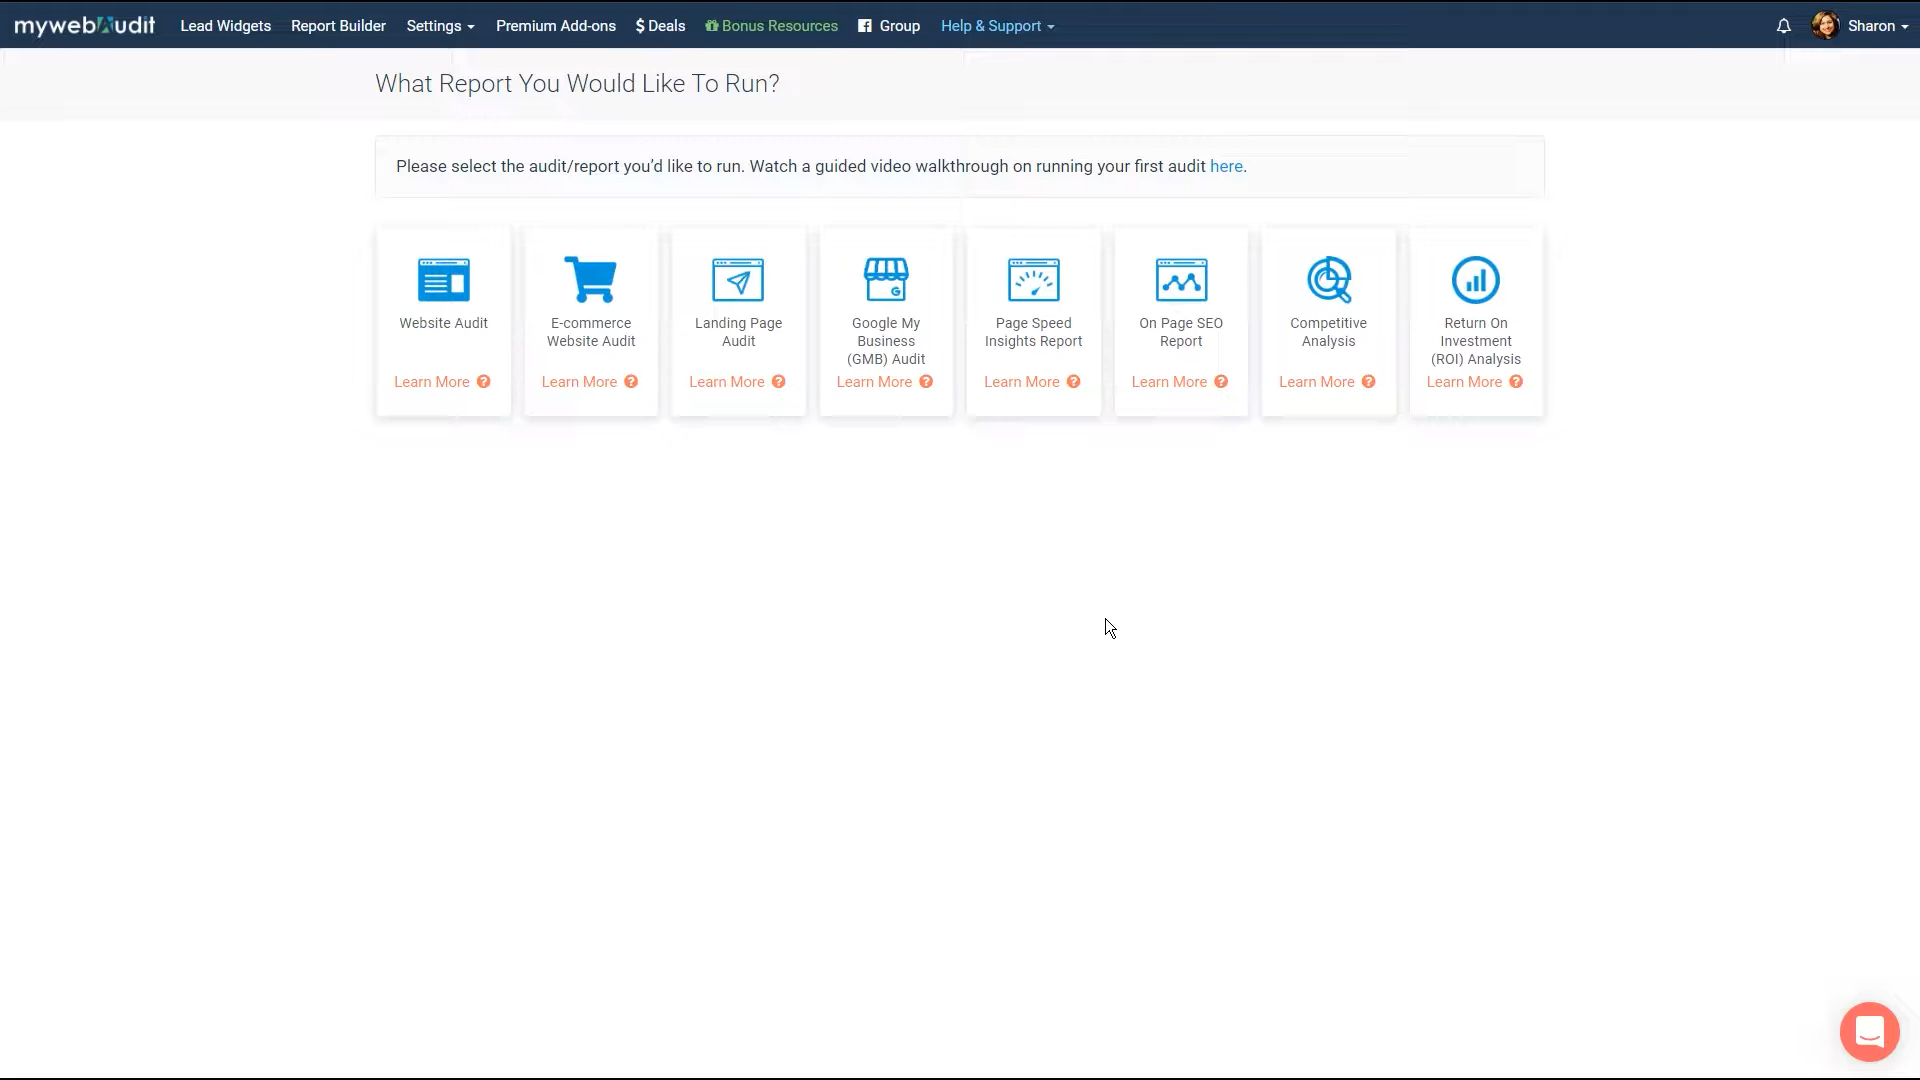 mywebAudit Lead Widgets Report Builder Settings Premium Add-ons $ Deals Bonus Resources Group Help & Support Sharon
What Report You Would Like To Run?
Please select the audit/report you’d like to run. Watch a guided video walkthrough on running your first audit here.
Website Audit
Learn More ?
E-commerce
Website Audit
Learn More ?
Landing Page
Audit
Learn More ?
Google My
Business
(GMB) Audit
Learn More ?
Page Speed
Insights Report
Learn More ?
On Page SEO
Report
Learn More ?
Competitive
Analysis
Learn More ?
Return On
Investment
(ROI) Analysis
Learn More ?